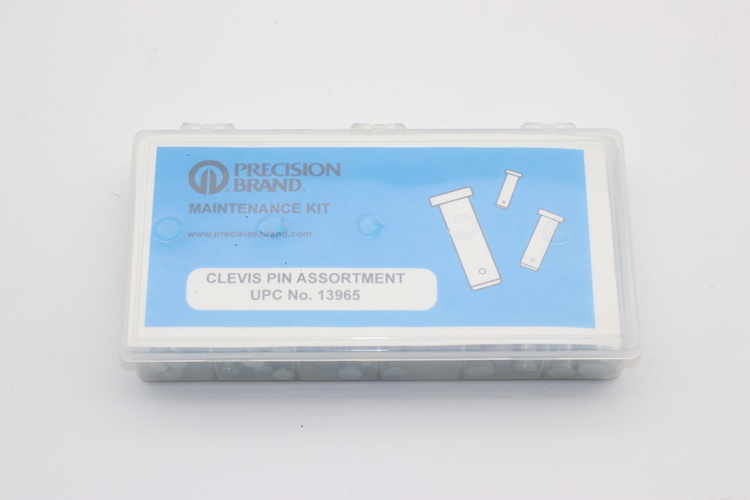 PRECISION
BRAND®
MAINTENANCE KIT
www.precisionbrand.com
CLEVIS PIN ASSORTMENT
UPC No. 13965